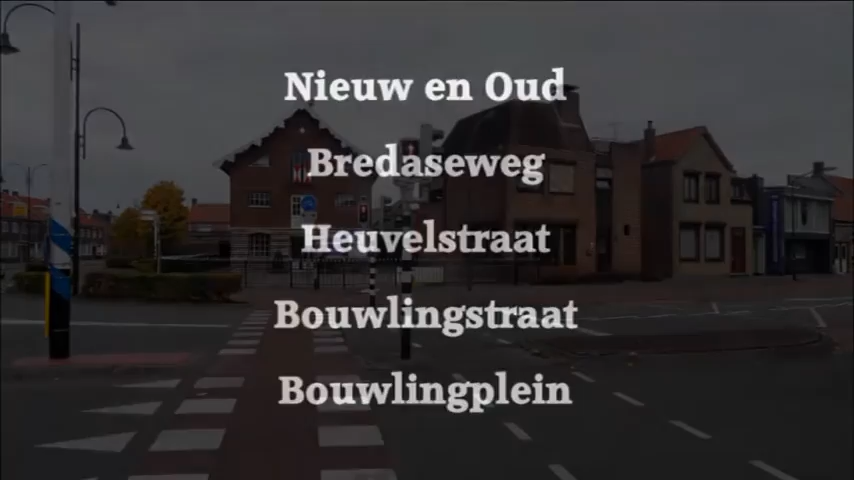 Nieuw en Oud
Bredaseweg
Heuvelstraat
Bouwlingstraat
Bouwlingplein